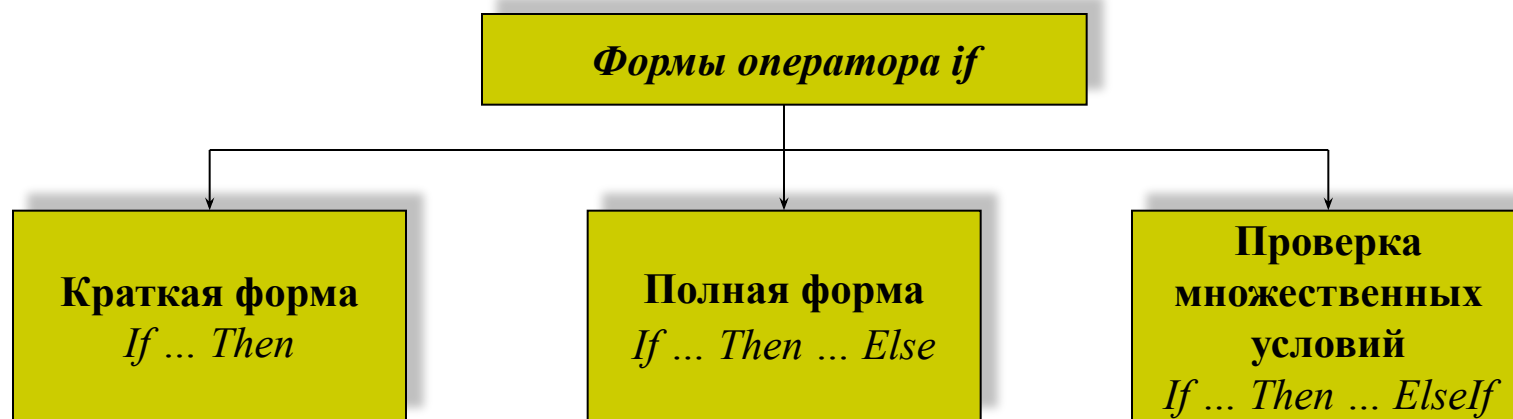 Формы оператора if
Краткая форма
If ... Then
Полная форма
If ... Then ... Else
Проверка
множественных
условий
If ... Then ... ElseIf